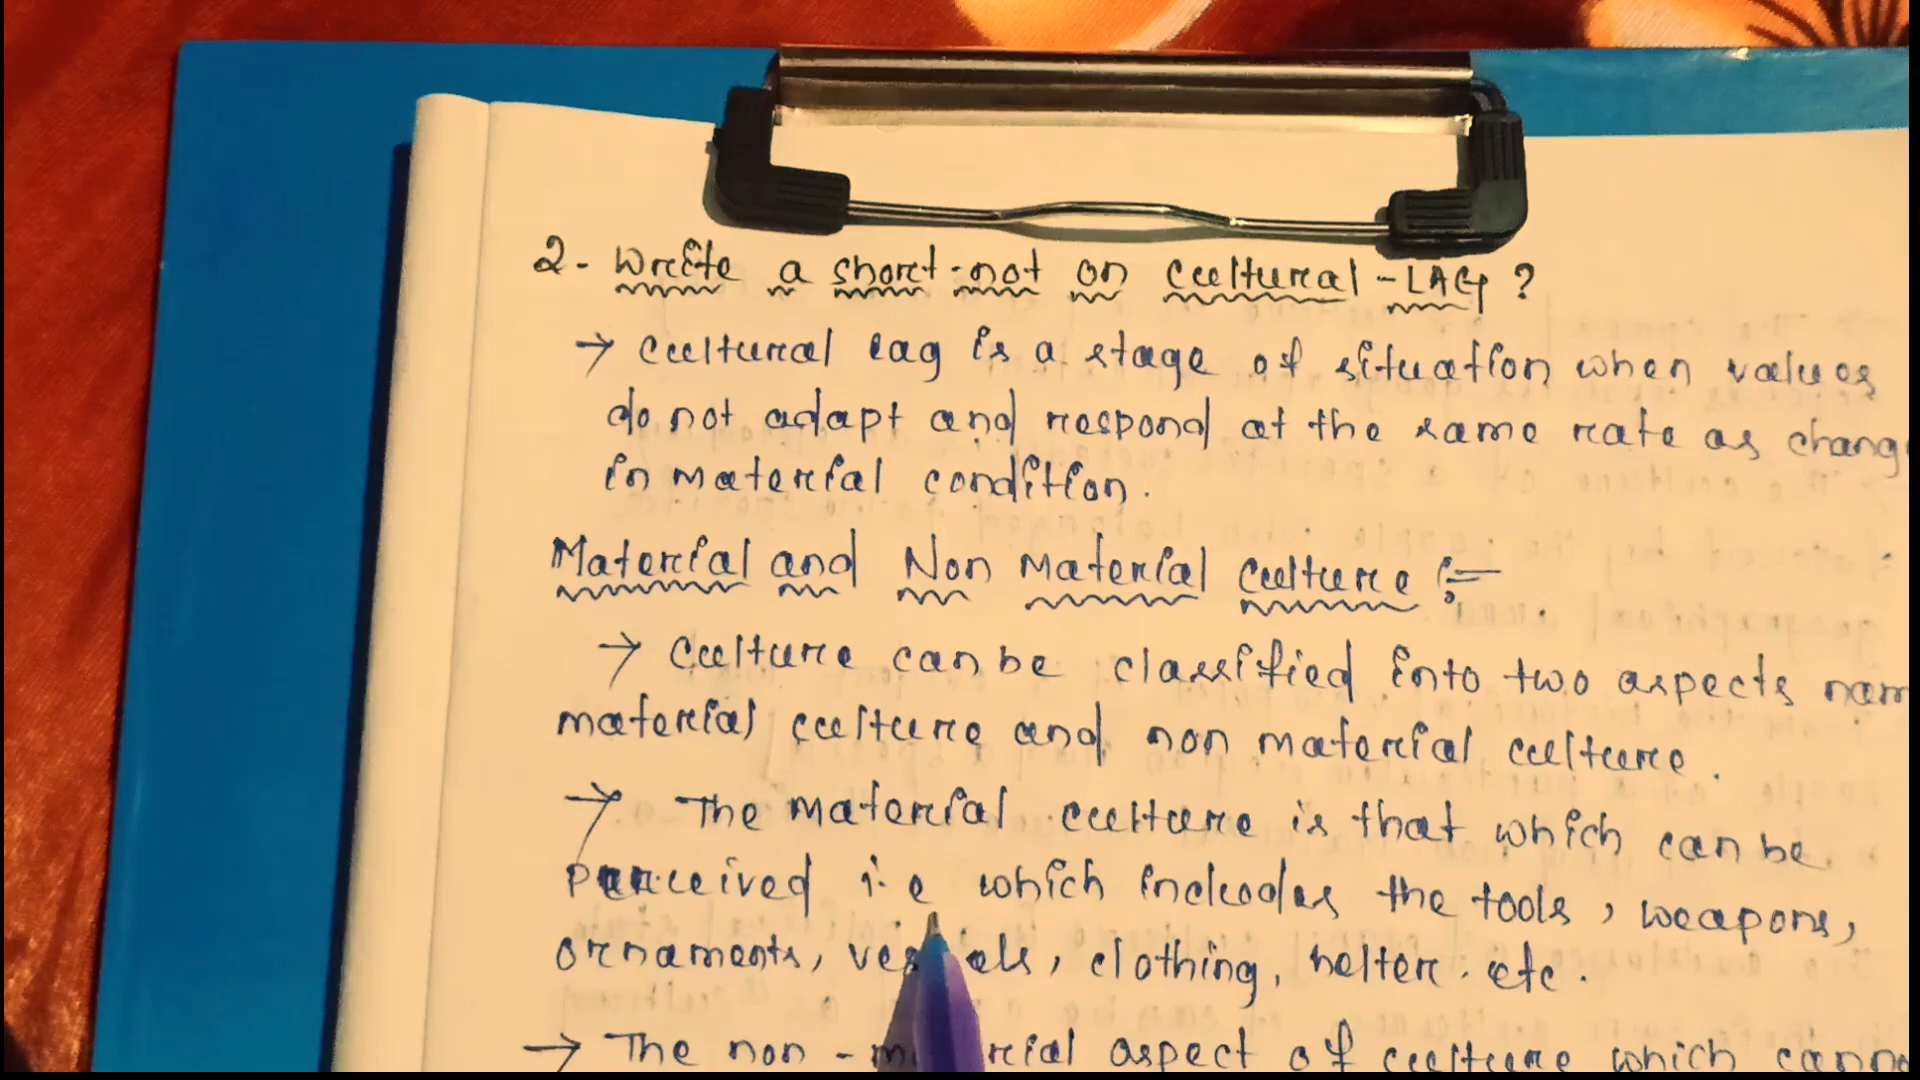 2- Write a short-not on Cultural-LAG?
→ Cultural lag is a stage of situation when values
do not adapt and respond at the same rate as chang
in material condition.
Material and Non Material Culture :-
→ Culture can be classified into two aspects nam
material culture and non material culture.
→ The material culture is that which can be
perceived i.e which includes the tools, weapons,
ornaments, vessels, clothing, helter. etc.
→ The non-material aspect of culture which canno